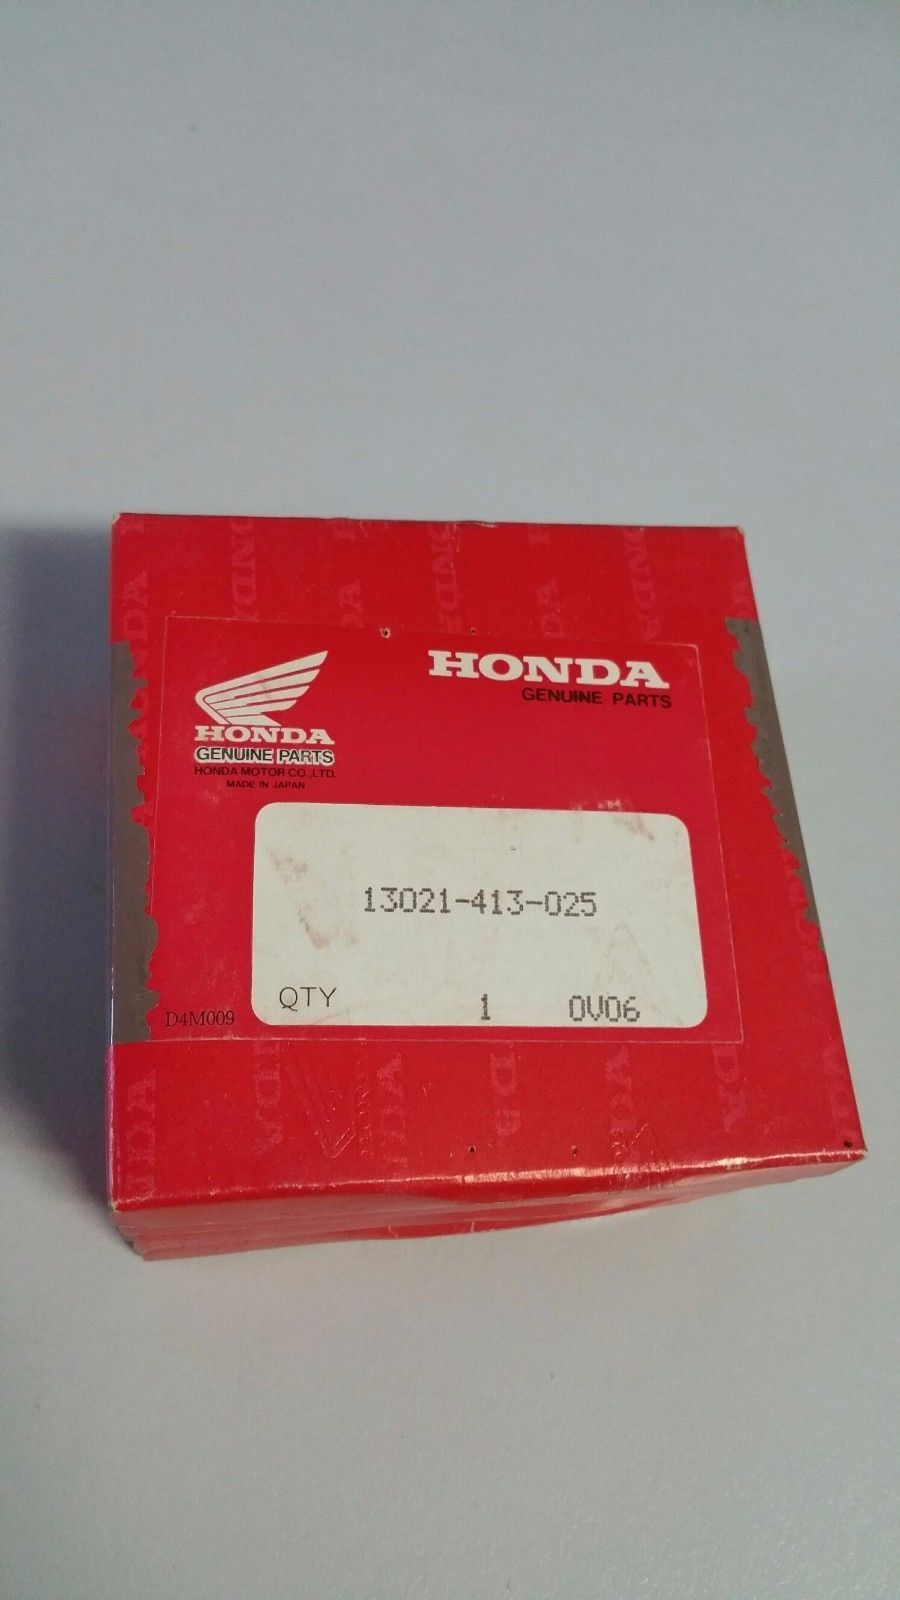 HONDA
GENUINE PARTS
HONDA
GENUINE PARTS
HONDA MOTOR CO.,LTD.
MADE IN JAPAN
13021-413-025
QTY 1 0V06
D4M009